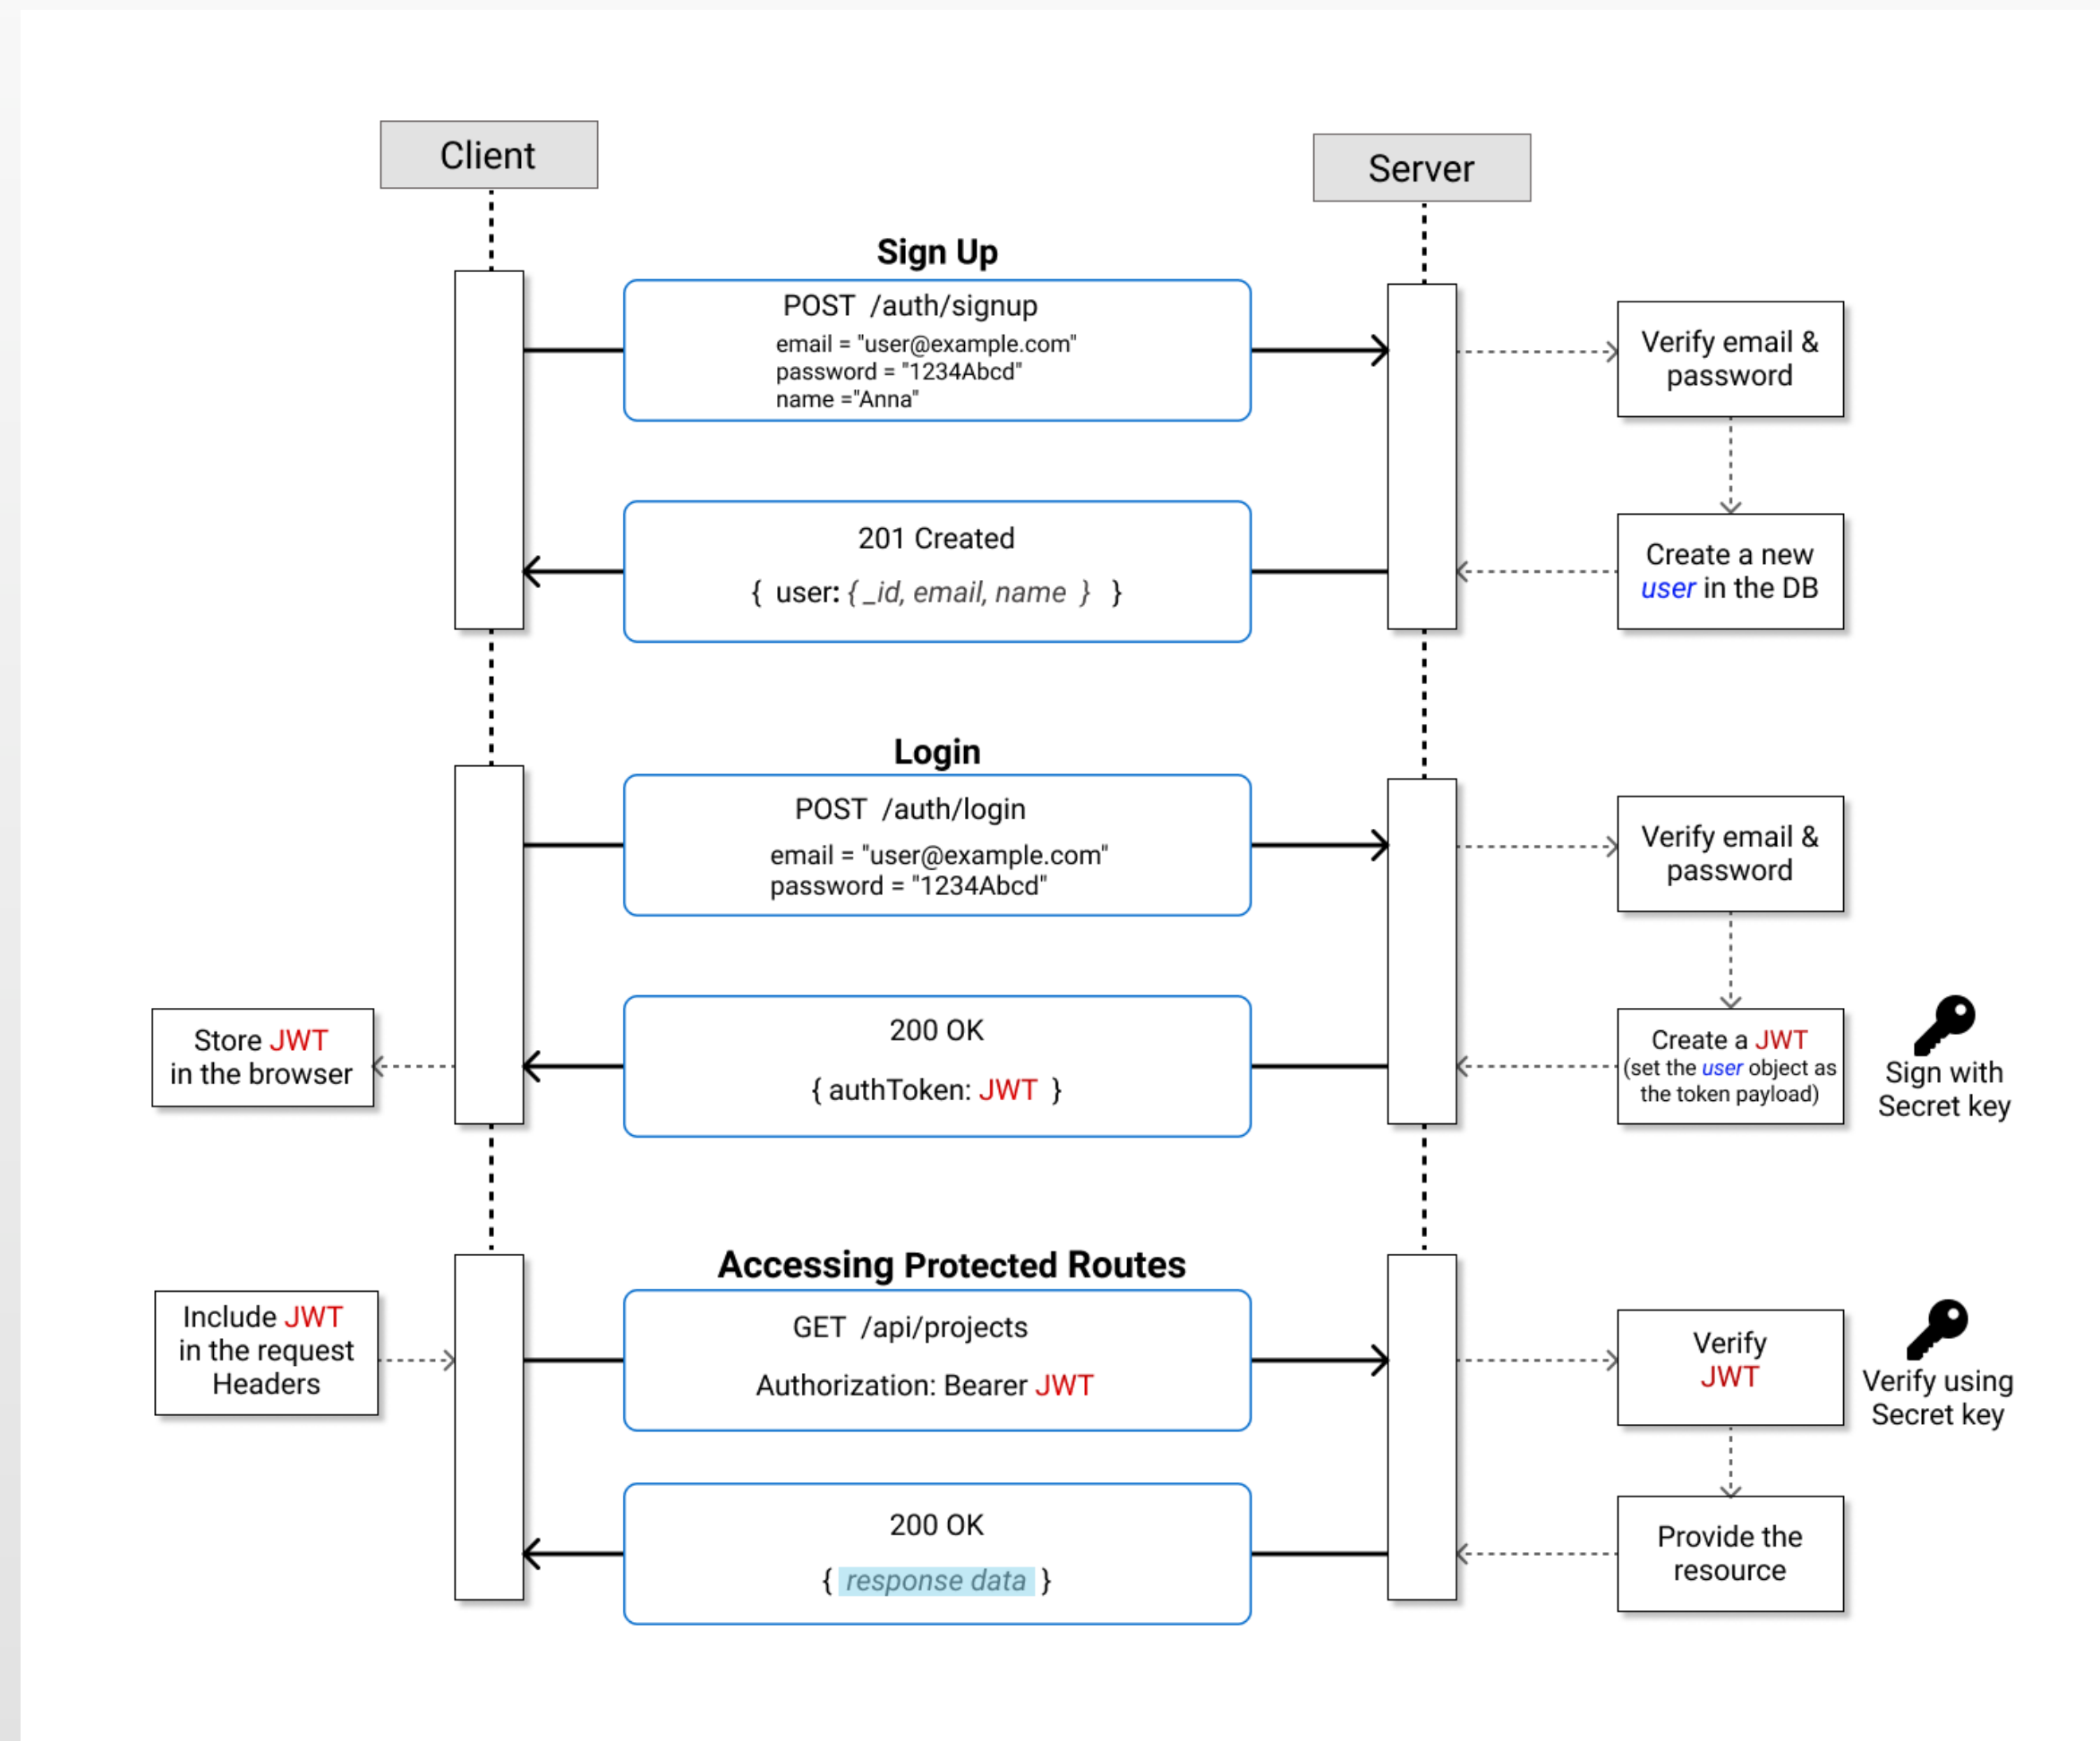 Client
Server
Sign Up
POST /auth/signup
email = "user@example.com"
password = "1234Abcd"
name ="Anna"
Verify email &
password
201 Created
{ user: { _id, email, name } }
Create a new
user in the DB
Login
POST /auth/login
email = "user@example.com"
password = "1234Abcd"
Verify email &
password
Store JWT
in the browser
200 OK
{ authToken: JWT }
Create a JWT
(set the user object as
the token payload)
Sign with
Secret key
Accessing Protected Routes
Include JWT
in the request
Headers
GET /api/projects
Authorization: Bearer JWT
Verify
JWT
Verify using
Secret key
200 OK
{ response data }
Provide the
resource